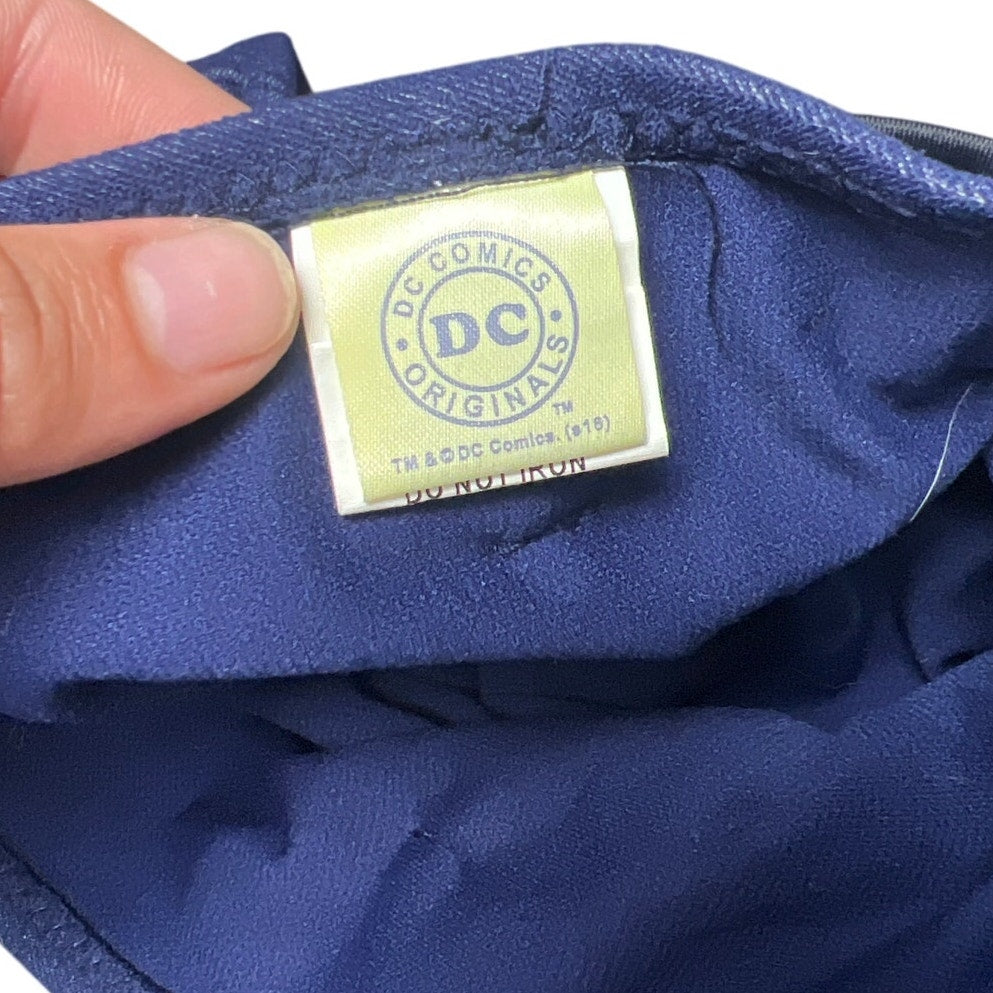 DC COMICS
DC
ORIGINALS
TM
TM & © DC Comics. (s16)
DO NOT IRON